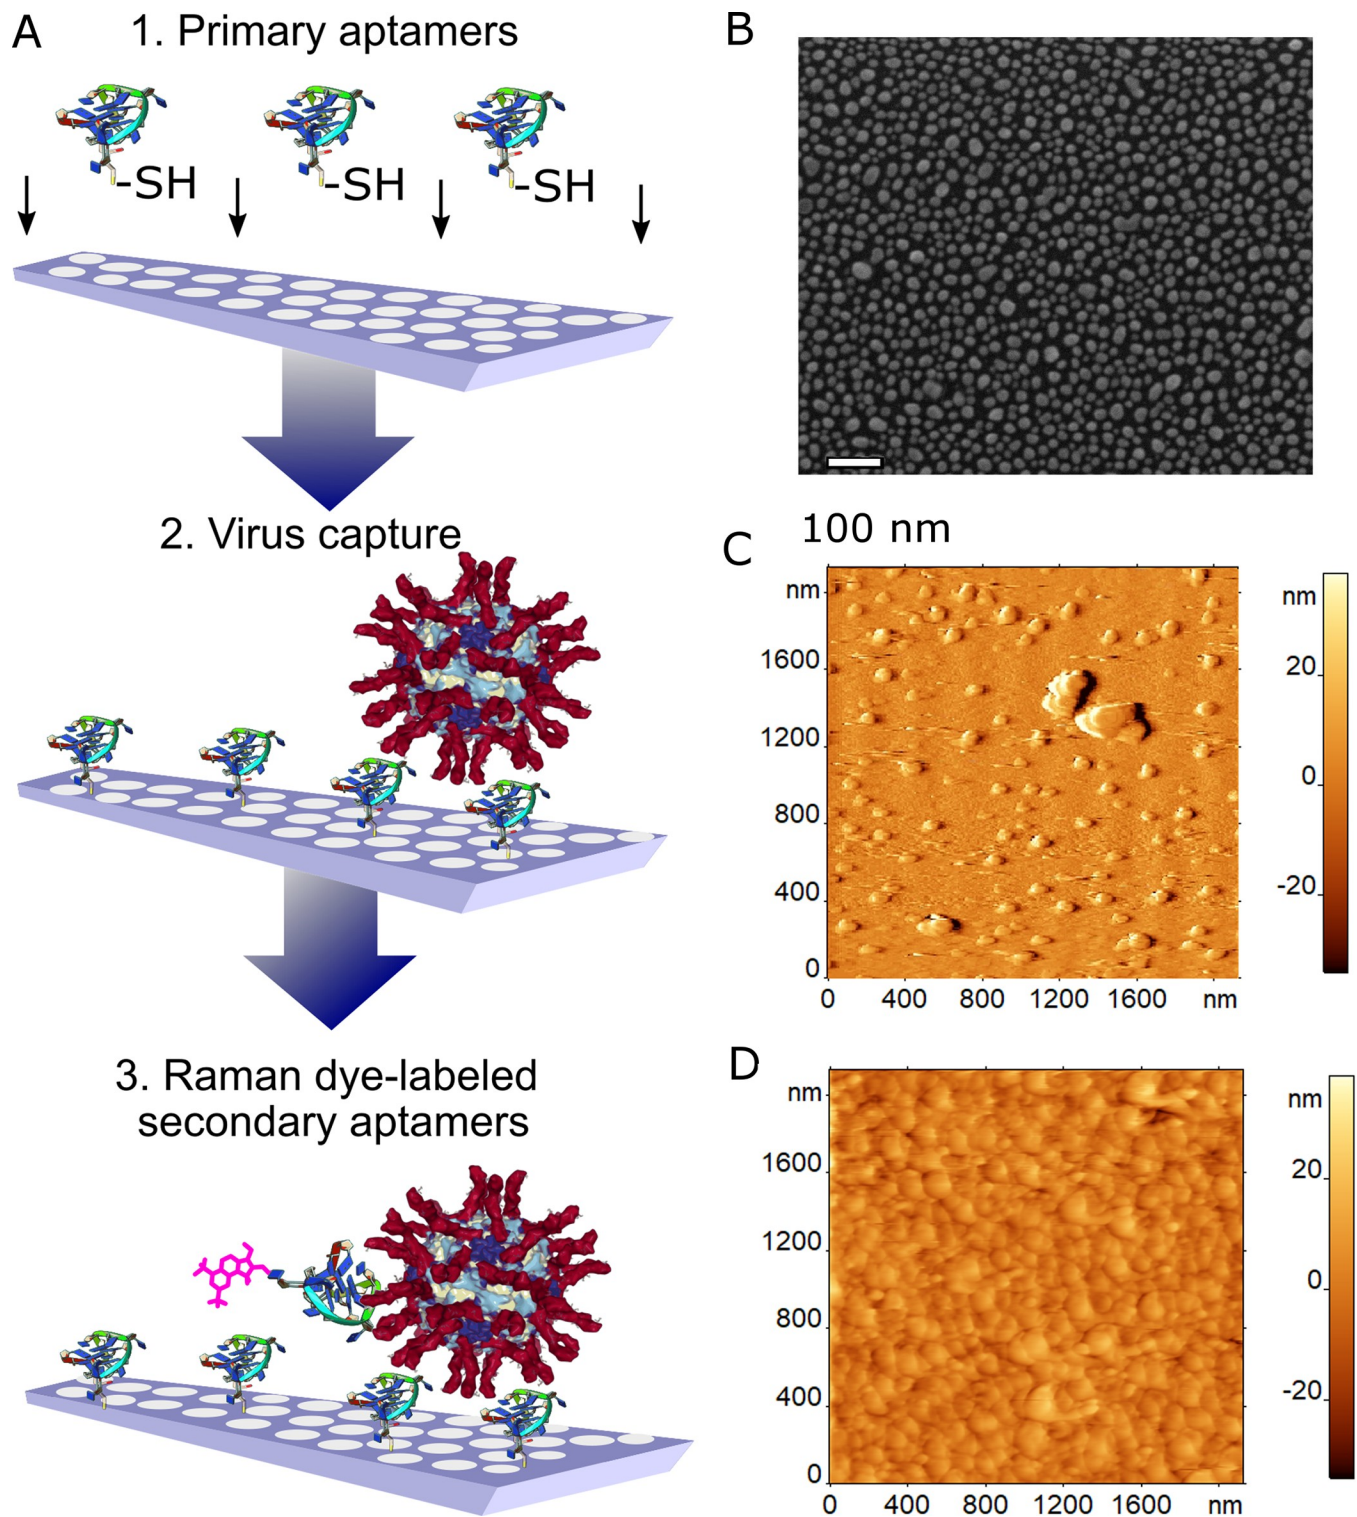 A
1. Primary aptamers
-SH
-SH
-SH
2. Virus capture
3. Raman dye-labeled
secondary aptamers
B
100 nm
C
nm
1600
1200
800
400
0
0 400 800 1200 1600 nm
nm
20
0
-20
D
nm
1600
1200
800
400
0
0 400 800 1200 1600 nm
nm
20
0
-20